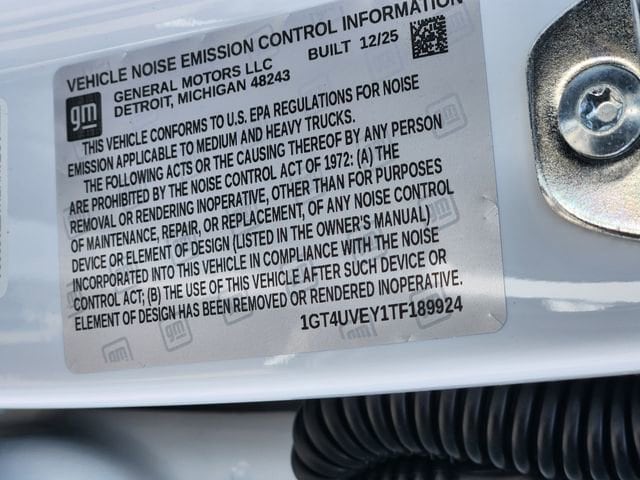 VEHICLE NOISE EMISSION CONTROL INFORMATION
gm
GENERAL MOTORS LLC
DETROIT, MICHIGAN 48243
BUILT 12/25
THIS VEHICLE CONFORMS TO U.S. EPA REGULATIONS FOR NOISE
EMISSION APPLICABLE TO MEDIUM AND HEAVY TRUCKS.
THE FOLLOWING ACTS OR THE CAUSING THEREOF BY ANY PERSON
ARE PROHIBITED BY THE NOISE CONTROL ACT OF 1972: (A) THE
REMOVAL OR RENDERING INOPERATIVE, OTHER THAN FOR PURPOSES
OF MAINTENANCE, REPAIR, OR REPLACEMENT, OF ANY NOISE CONTROL
DEVICE OR ELEMENT OF DESIGN (LISTED IN THE OWNER'S MANUAL)
INCORPORATED INTO THIS VEHICLE IN COMPLIANCE WITH THE NOISE
CONTROL ACT; (B) THE USE OF THIS VEHICLE AFTER SUCH DEVICE OR
ELEMENT OF DESIGN HAS BEEN REMOVED OR RENDERED INOPERATIVE.
1GT4UVEY1TF189924